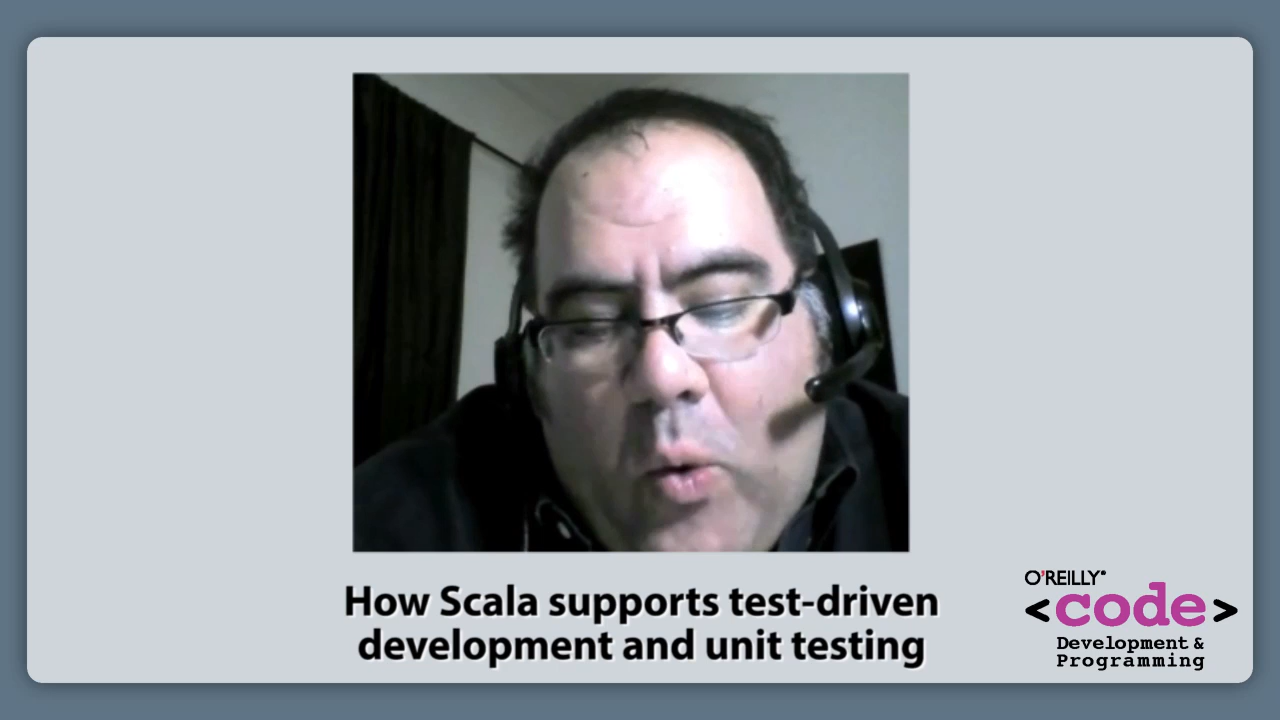 How Scala supports test-driven
development and unit testing
O'REILLY®
<code>
Development &
Programming